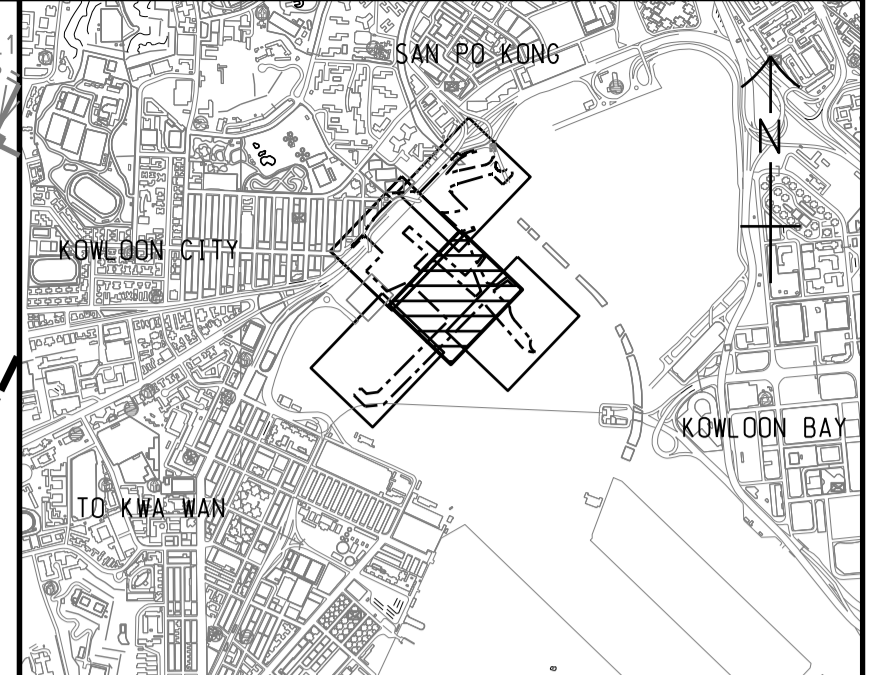 SAN PO KONG
N
KOWLOON CITY
KOWLOON BAY
TO KWA WAN